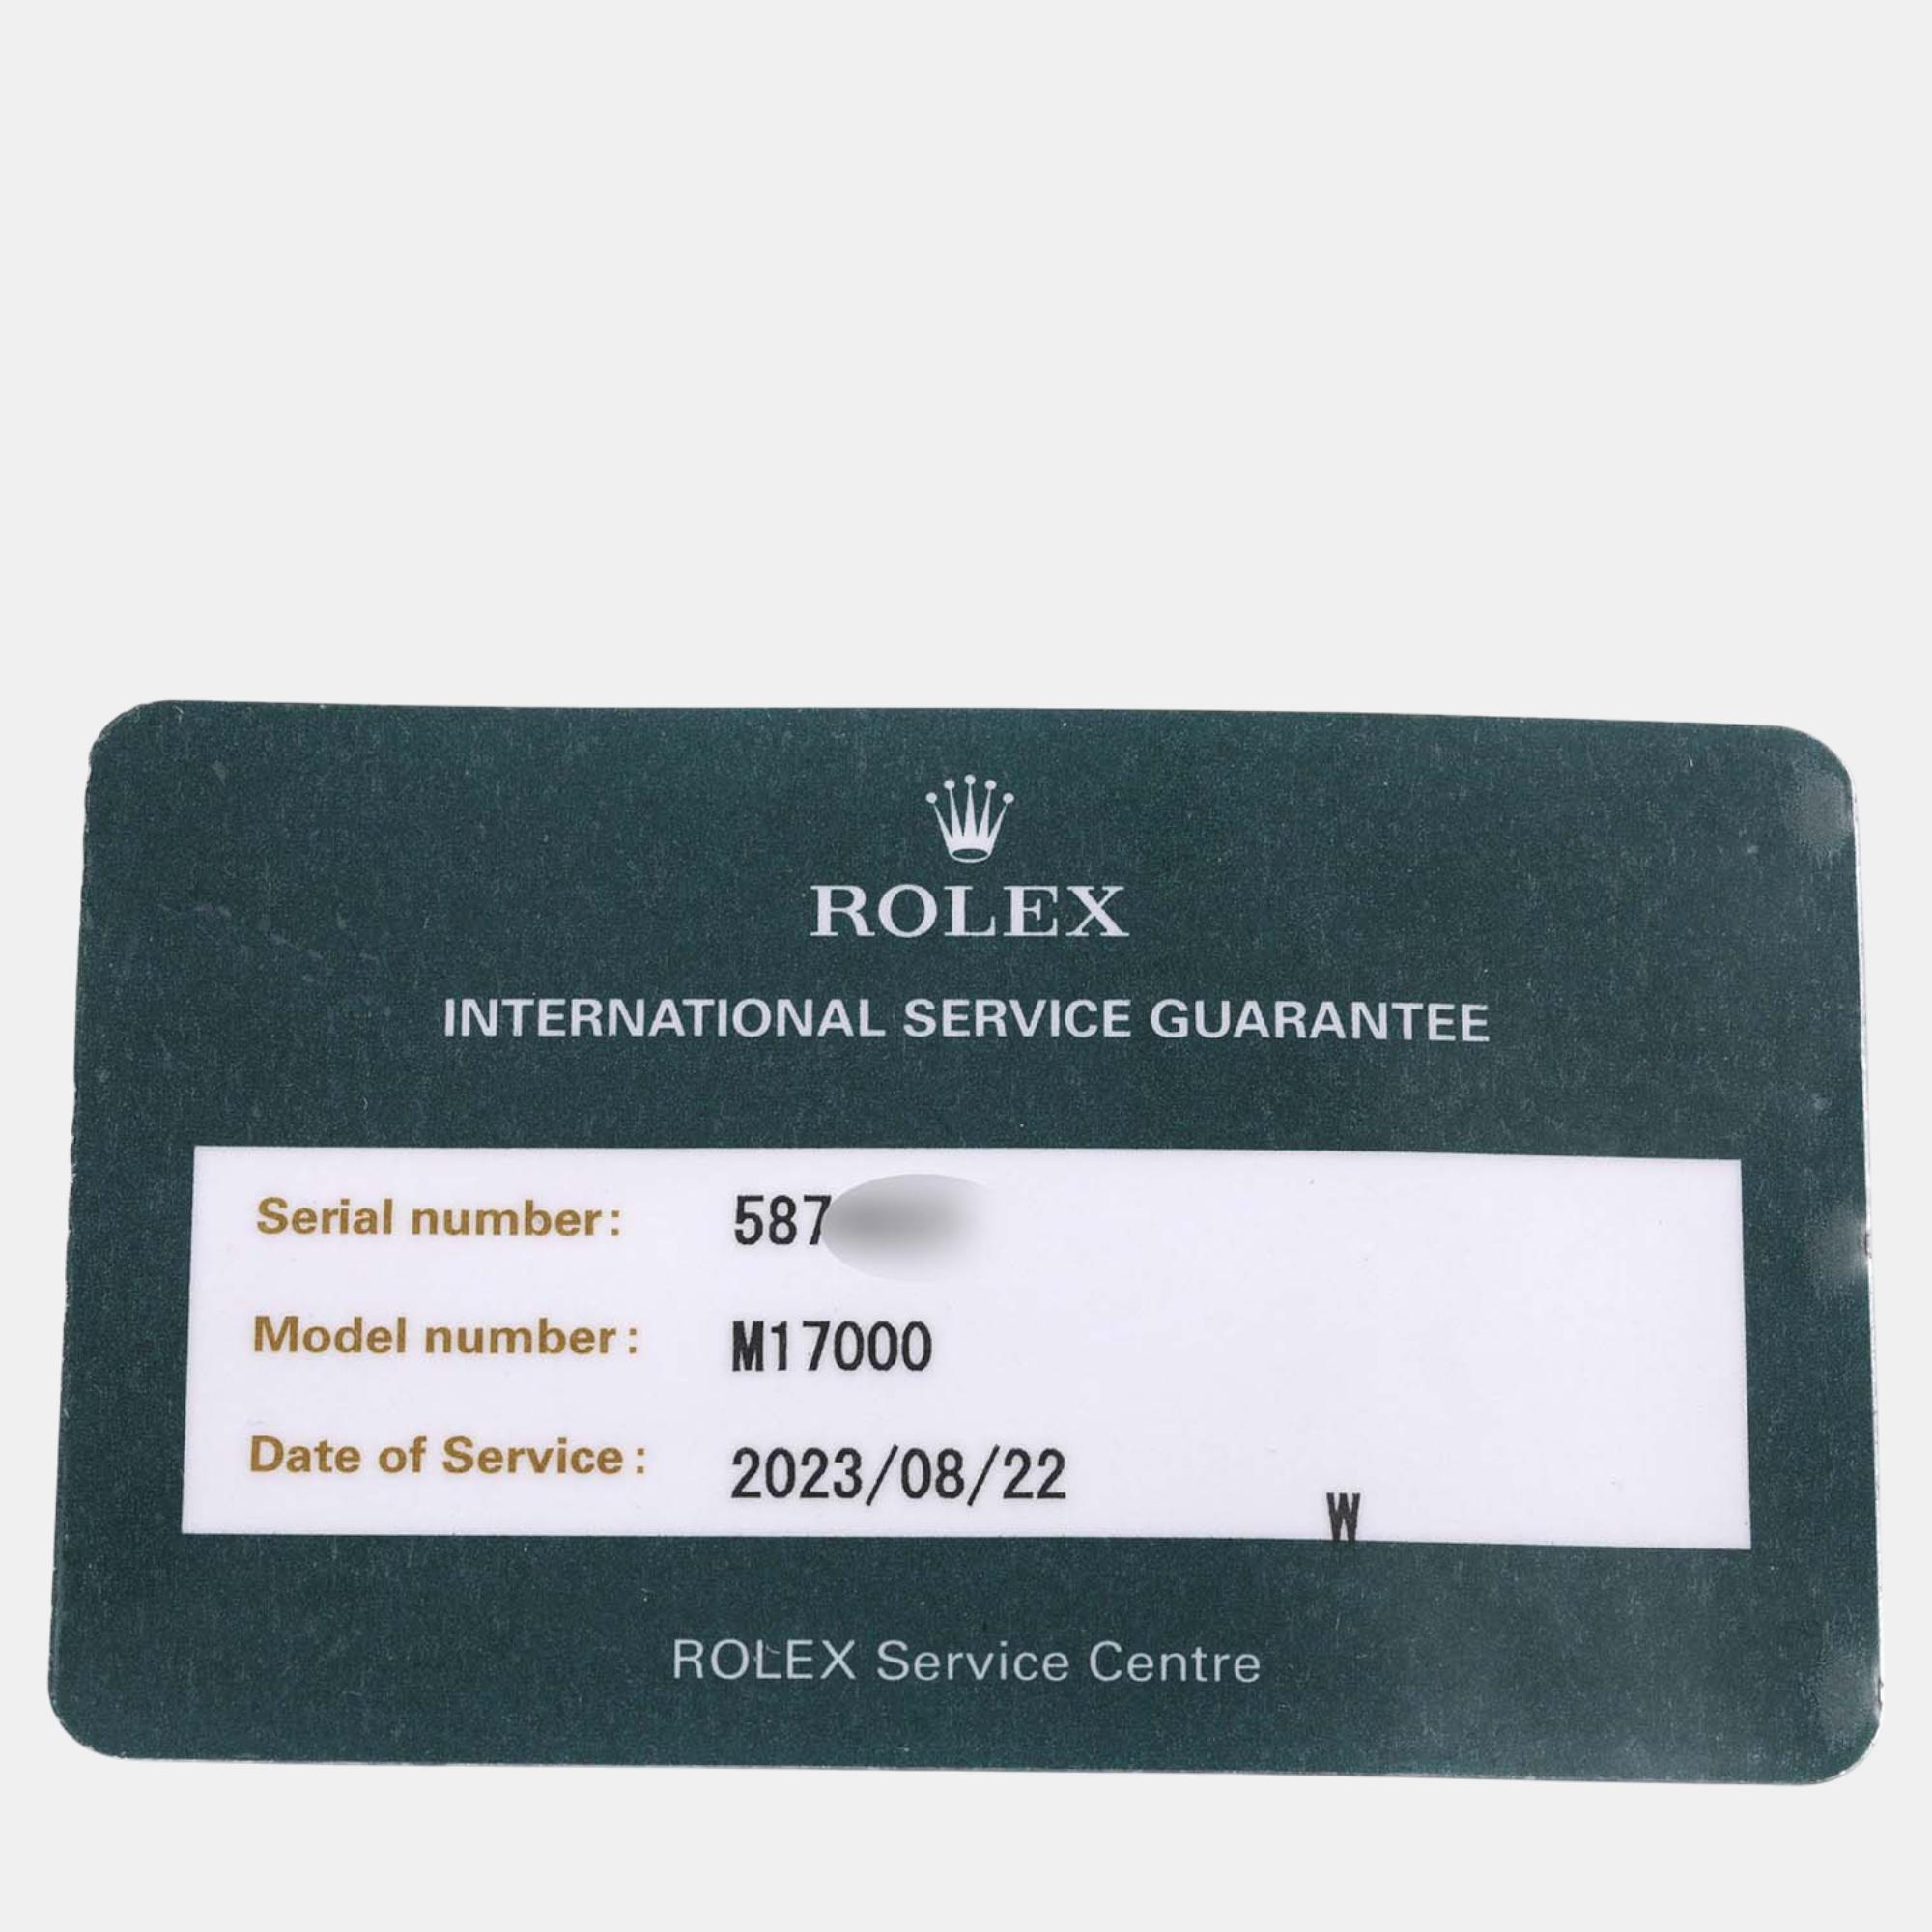 ROLEX
INTERNATIONAL SERVICE GUARANTEE
Serial number: 587
Model number: M17000
Date of Service: 2023/08/22
W
ROLEX Service Centre